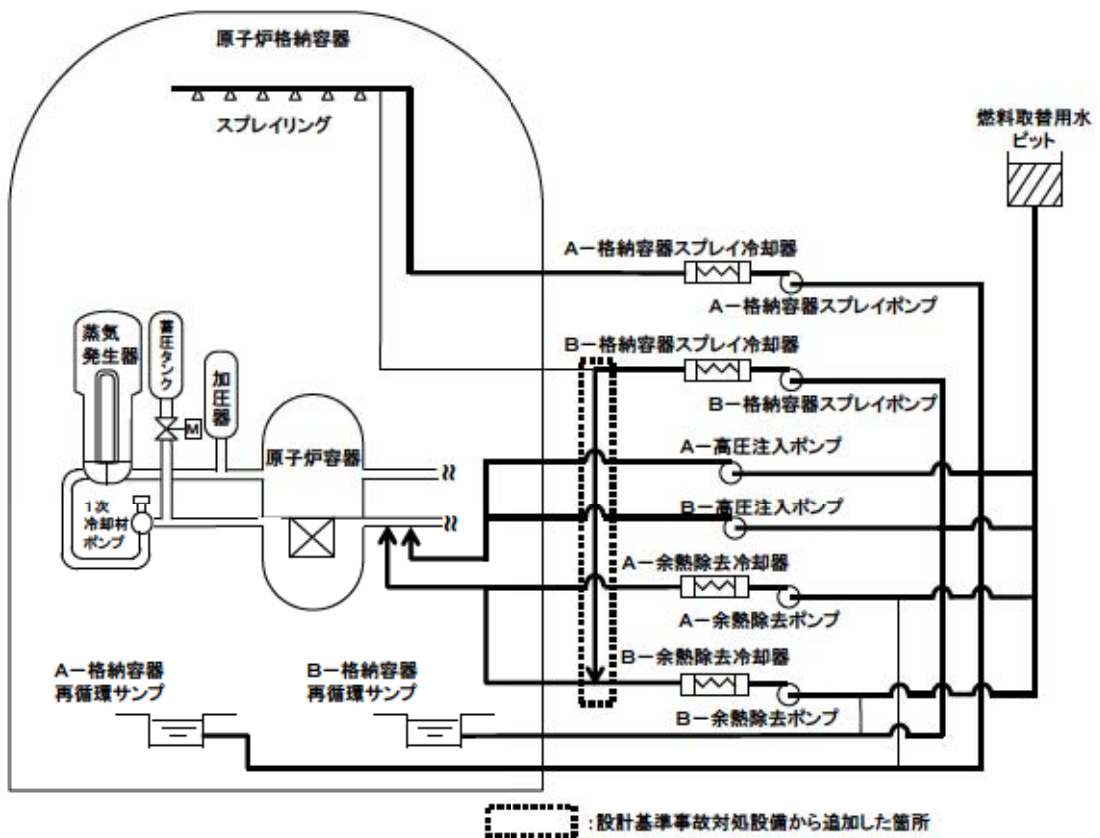 原子炉格納容器
スプレイリング
燃料取替用水
ピット
A－格納容器スプレイ冷却器
A－格納容器スプレイポンプ
B－格納容器スプレイ冷却器
B－格納容器スプレイポンプ
蒸気
発生器
蓄圧タンク
加圧器
M
原子炉容器
1次
冷却材
ポンプ
A－高圧注入ポンプ
B－高圧注入ポンプ
A－余熱除去冷却器
A－余熱除去ポンプ
B－余熱除去冷却器
B－余熱除去ポンプ
A－格納容器
再循環サンプ
B－格納容器
再循環サンプ
：設計基準事故対処設備から追加した箇所